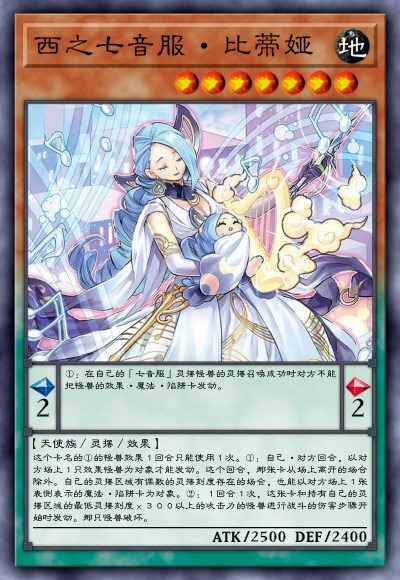 西之七音服・比蒂娅
地
①：在自己的「七音服」灵摆怪兽的灵摆召唤成功时对方不能
把怪兽的效果・魔法・陷阱卡发动。
2
2
【天使族／灵摆／效果】
这个卡名的①的怪兽效果1回合只能使用1次。①：自己・对方回合，以对
方场上1只效果怪兽为对象才能发动。这个回合，那张卡从场上离开的场合
除外。自己的灵摆区域有偶数的灵摆刻度存在的场合，也能以对方场上1张
表侧表示的魔法・陷阱卡为对象。②：1回合1次，这张卡和持有自己的灵
摆区域的最低灵摆刻度x300以上的攻击力的怪兽进行战斗的伤害步骤开
始时发动。那只怪兽破坏。
ATK/2500 DEF/2400